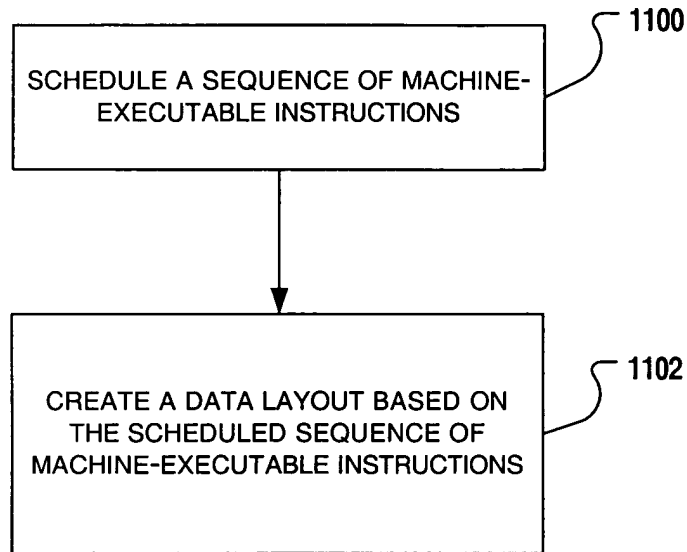 1100
SCHEDULE A SEQUENCE OF MACHINE-
EXECUTABLE INSTRUCTIONS
1102
CREATE A DATA LAYOUT BASED ON
THE SCHEDULED SEQUENCE OF
MACHINE-EXECUTABLE INSTRUCTIONS